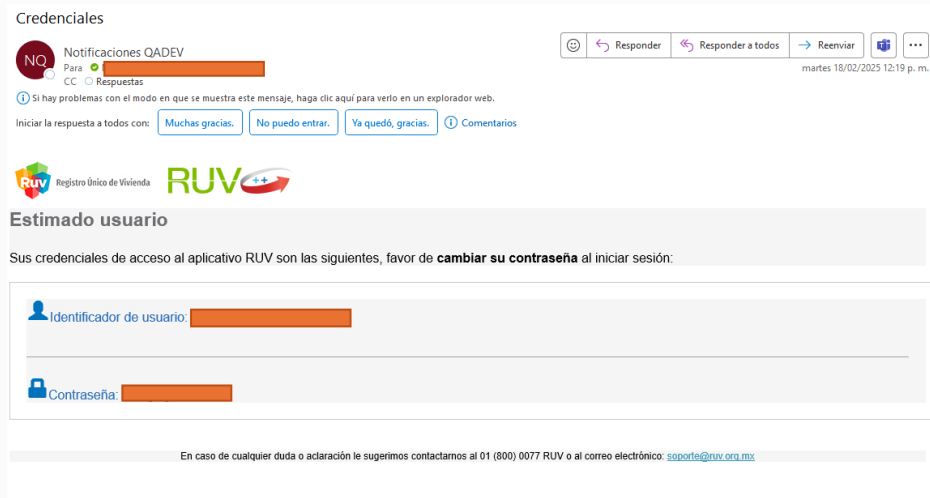 Credenciales
NQ
Notificaciones QADEV
Para
CC Respuestas
Responder
Responder a todos
Reenviar
martes 18/02/2025 12:19 p. m.
Si hay problemas con el modo en que se muestra este mensaje, haga clic aquí para verlo en un explorador web.
Iniciar la respuesta a todos con: Muchas gracias. No puedo entrar. Ya quedó, gracias. Comentarios
Ruv Registro Único de Vivienda RUV ++
Estimado usuario
Sus credenciales de acceso al aplicativo RUV son las siguientes, favor de cambiar su contraseña al iniciar sesión:
Identificador de usuario:
Contraseña:
En caso de cualquier duda o aclaración le sugerimos contactarnos al 01 (800) 0077 RUV o al correo electrónico: soporte@ruv.org.mx